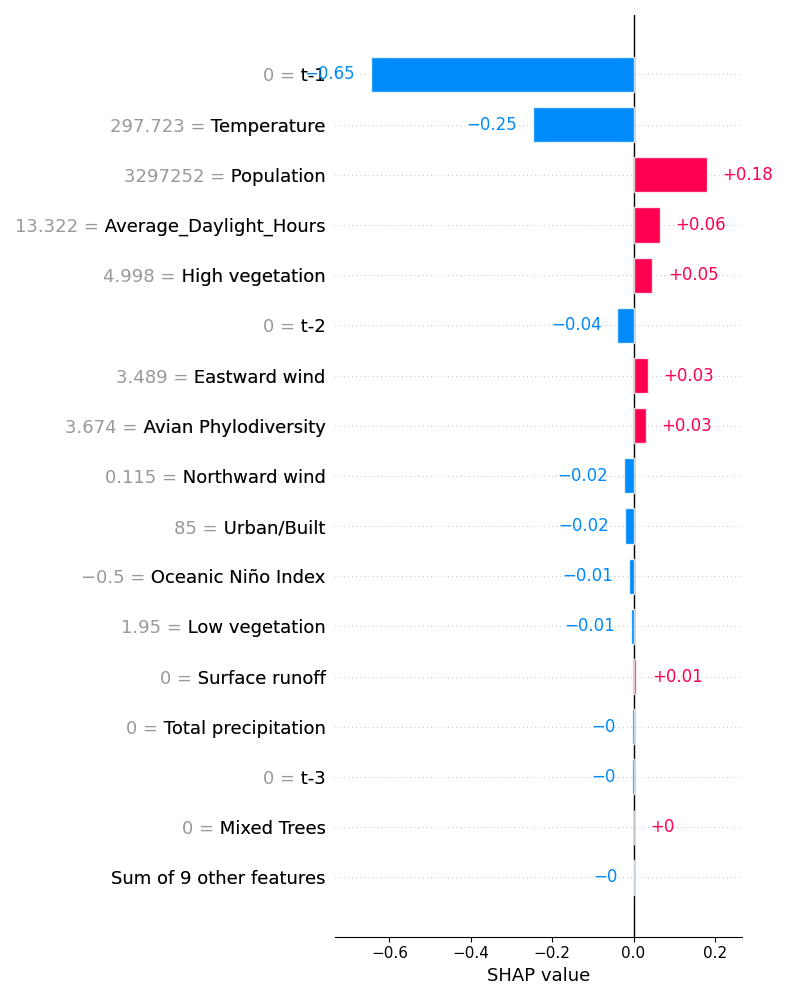 0 = t-1 −0.65
297.723 = Temperature −0.25
3297252 = Population +0.18
13.322 = Average_Daylight_Hours +0.06
4.998 = High vegetation +0.05
0 = t-2 −0.04
3.489 = Eastward wind +0.03
3.674 = Avian Phylodiversity +0.03
0.115 = Northward wind −0.02
85 = Urban/Built −0.02
−0.5 = Oceanic Niño Index −0.01
1.95 = Low vegetation −0.01
0 = Surface runoff +0.01
0 = Total precipitation −0
0 = t-3 −0
0 = Mixed Trees +0
Sum of 9 other features −0
−0.6 −0.4 −0.2 0.0 0.2
SHAP value